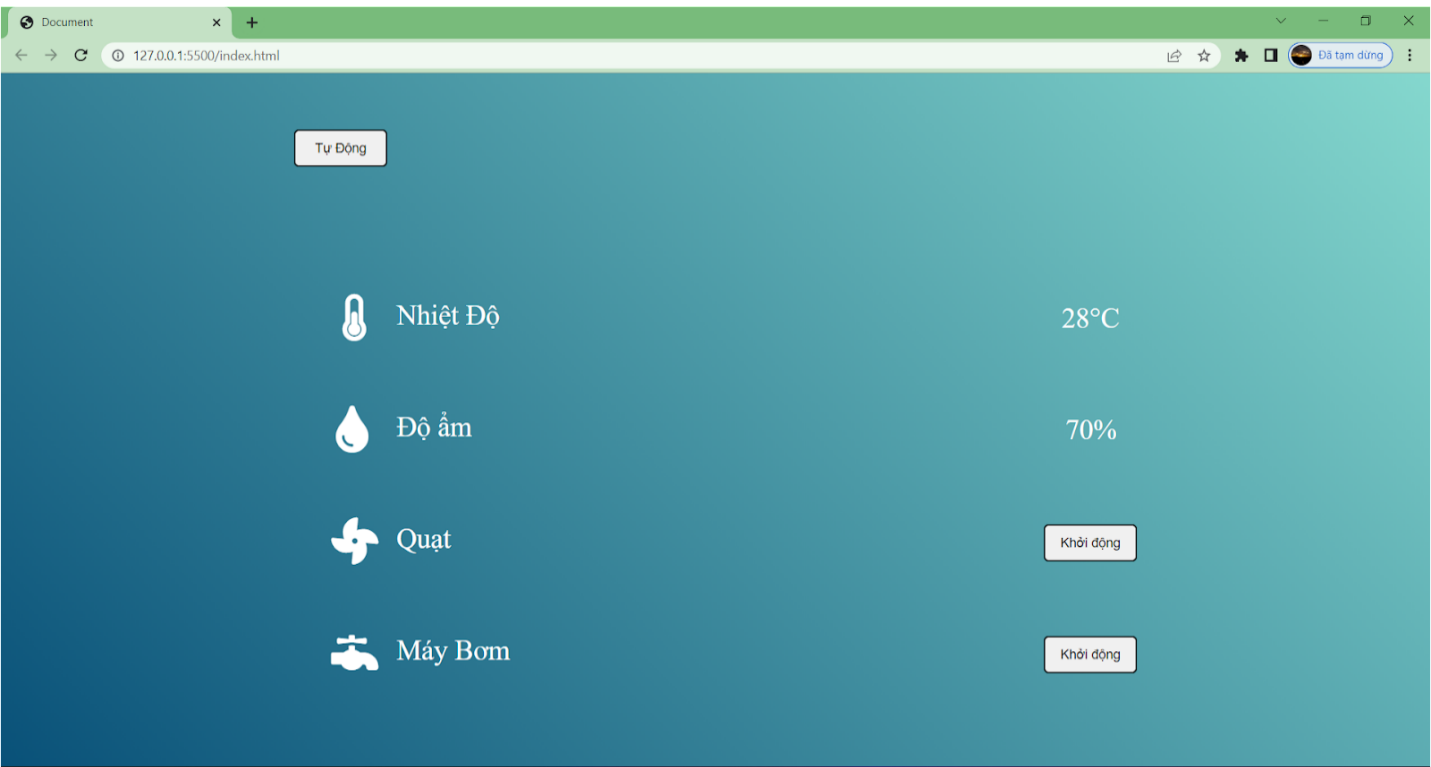 Document
127.0.0.1:5500/index.html
Đã tạm dừng
Tự Động
Nhiệt Độ
28°C
Độ ẩm
70%
Quạt
Khởi động
Máy Bơm
Khởi động